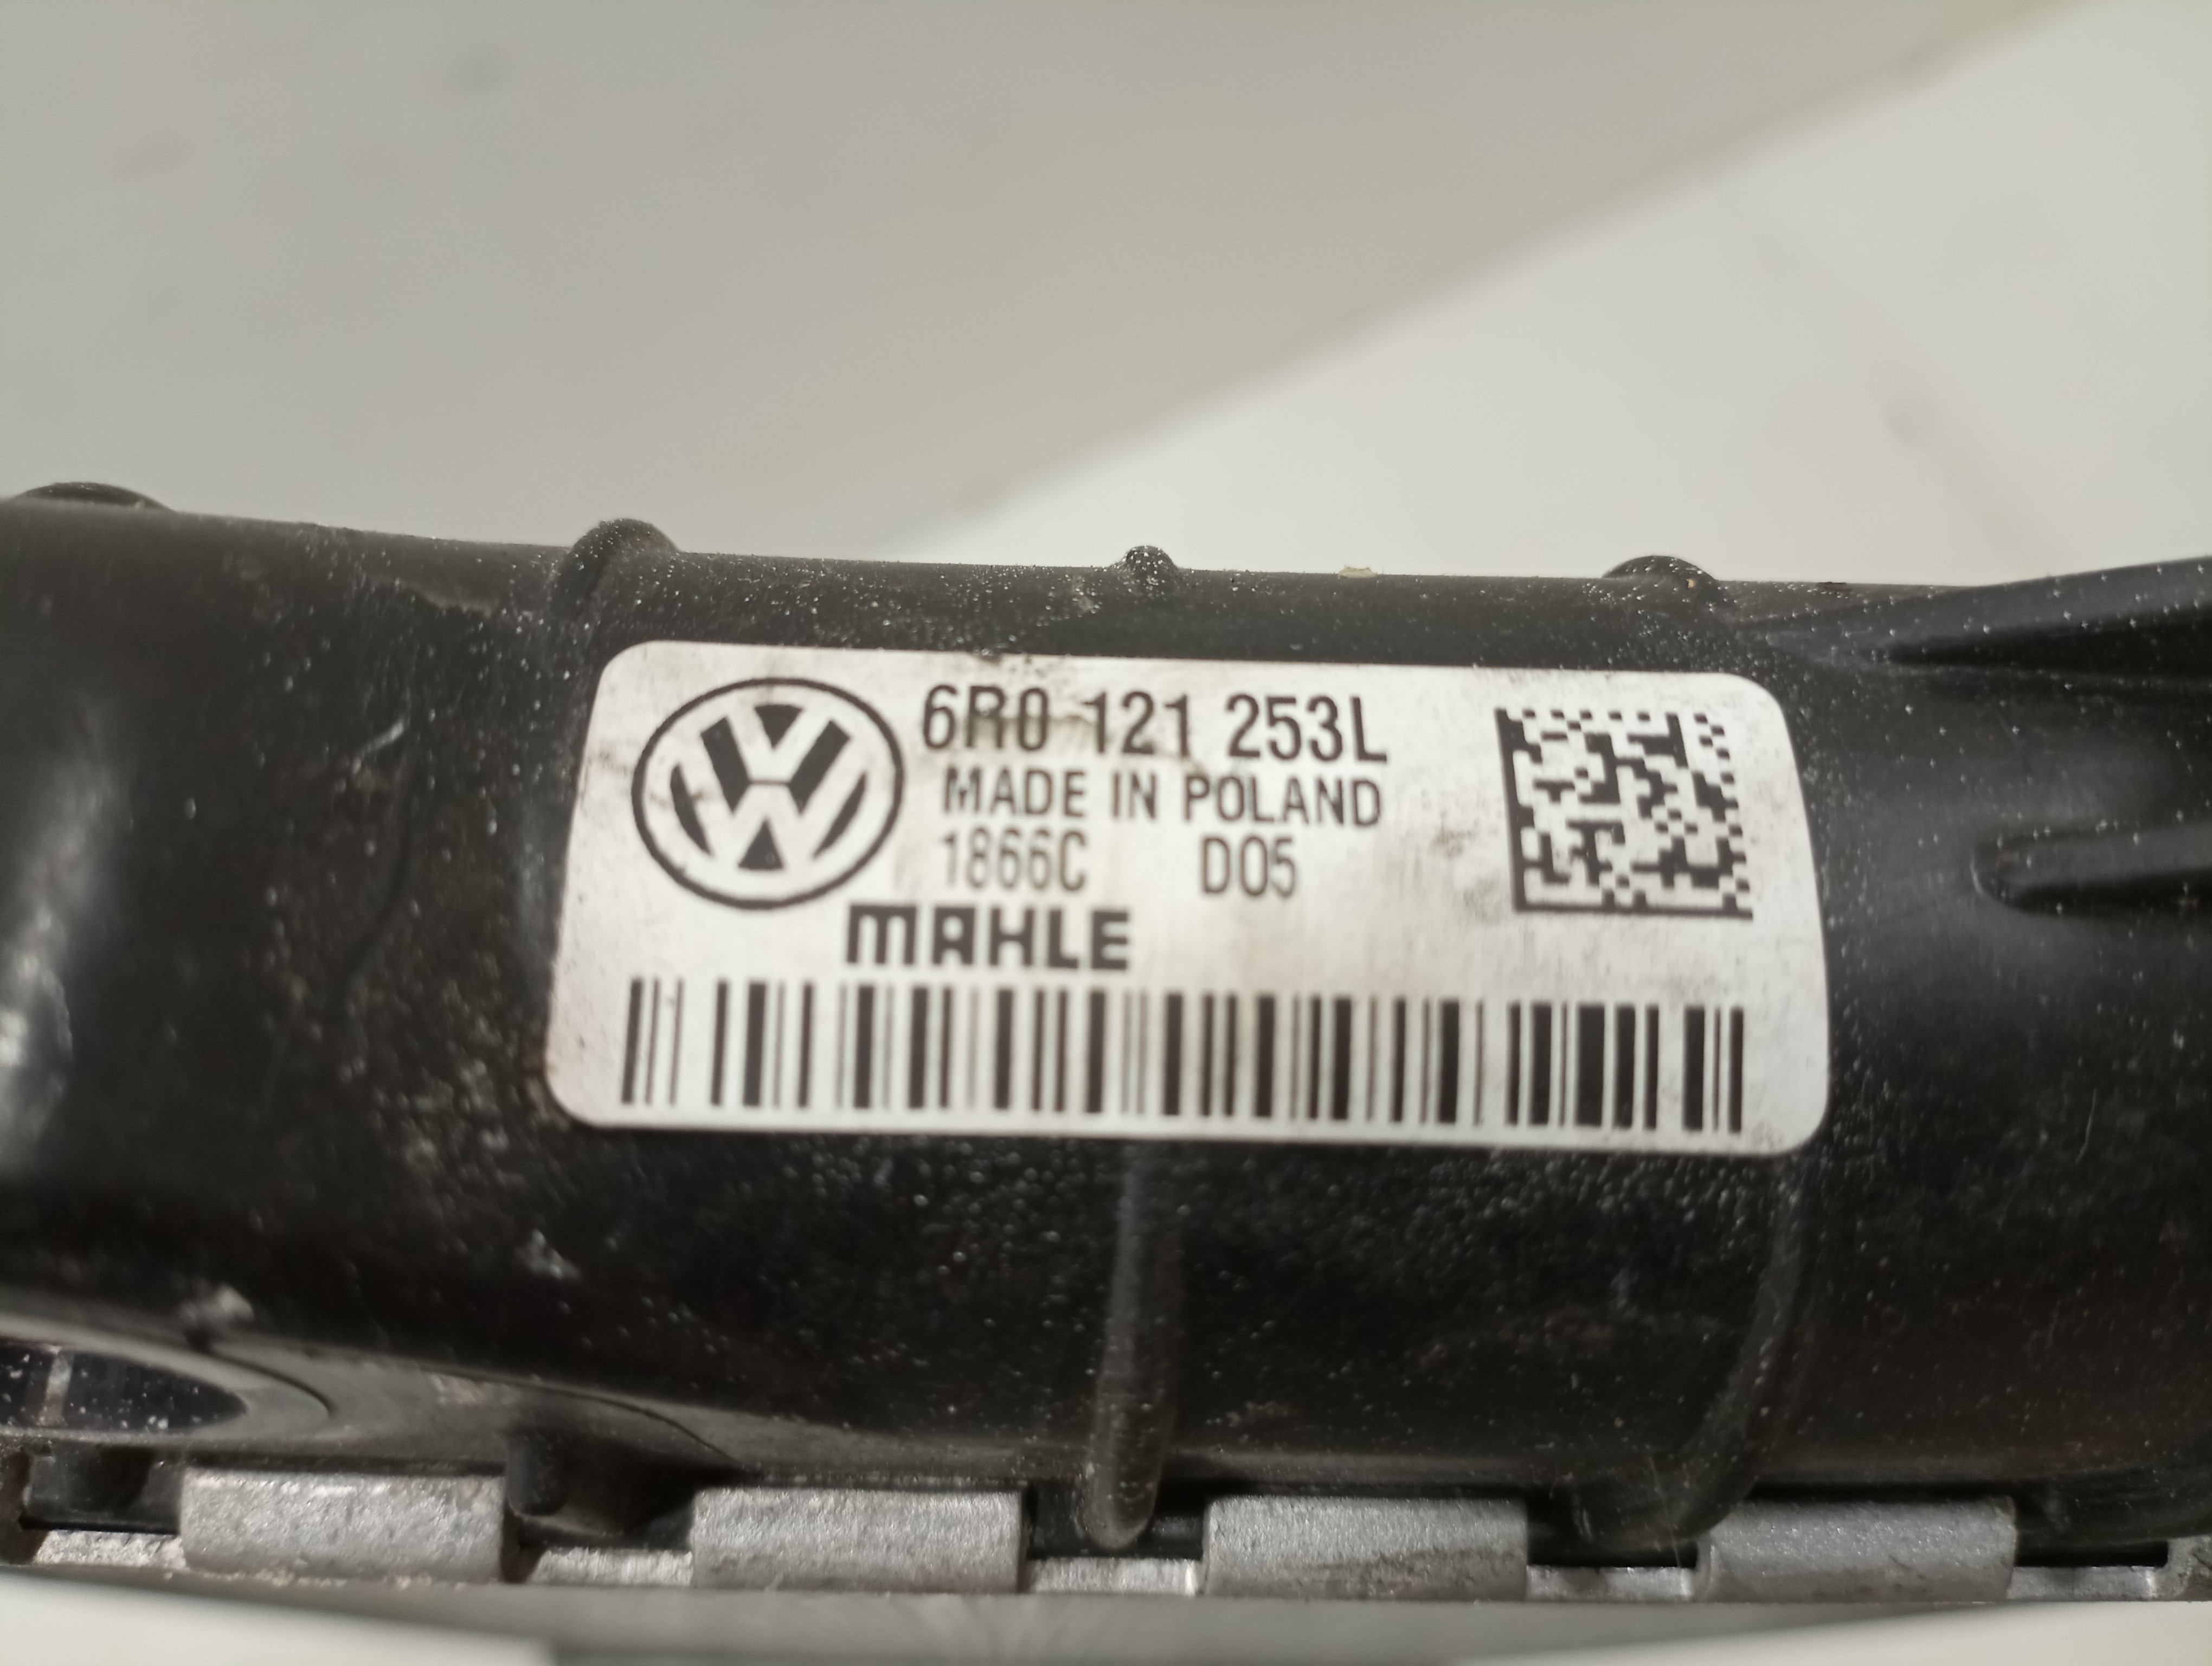 6R0 121 253L
MADE IN POLAND
1866C D05
MAHLE